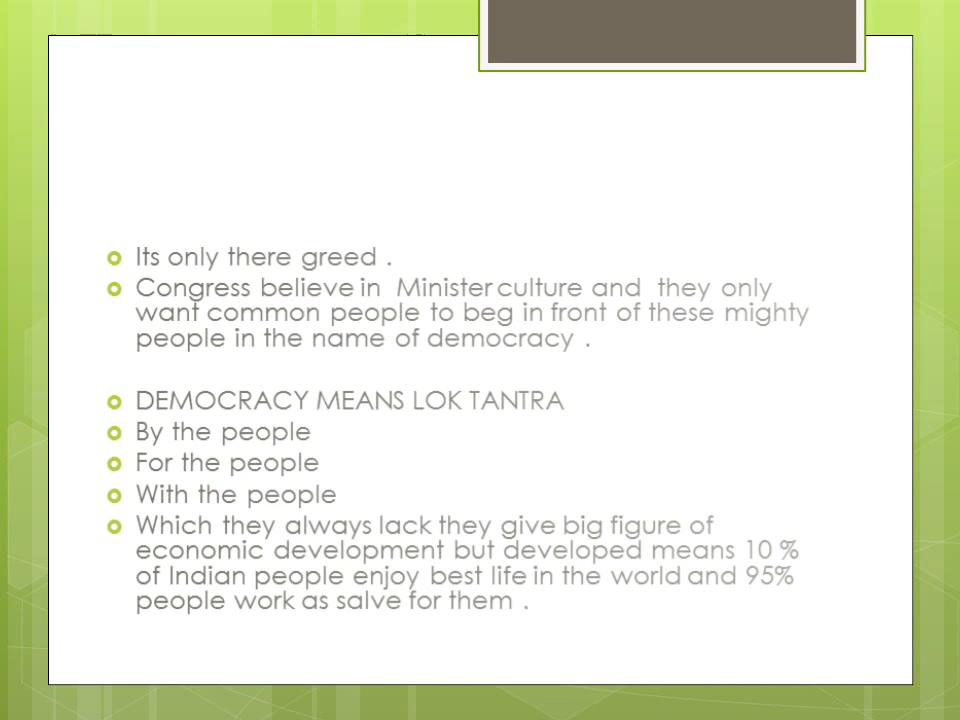 Its only there greed .
Congress believe in  Minister culture and  they only
want common people to beg in front of these mighty
people in the name of democracy .
DEMOCRACY MEANS LOK TANTRA
By the people
For the people
With the people
Which they always lack they give big figure of
economic development but developed means 10 %
of Indian people enjoy best life in the world and 95%
people work as salve for them .